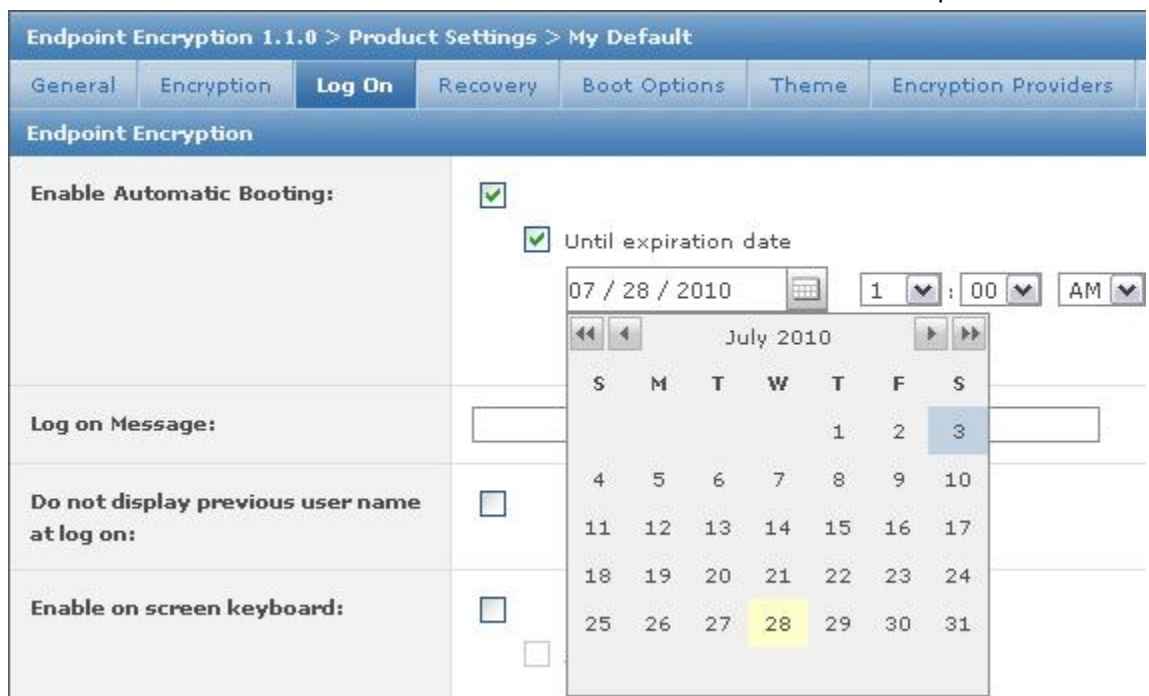 Endpoint Encryption 1.1.0 > Product Settings > My Default
General Encryption Log On Recovery Boot Options Theme Encryption Providers
Endpoint Encryption
Enable Automatic Booting:
Until expiration date
07 / 28 / 2010 1 : 00 AM
July 2010
S M T W T F S
1 2 3
Log on Message:
4 5 6 7 8 9 10
Do not display previous user name
at log on:
11 12 13 14 15 16 17
18 19 20 21 22 23 24
Enable on screen keyboard:
25 26 27 28 29 30 31